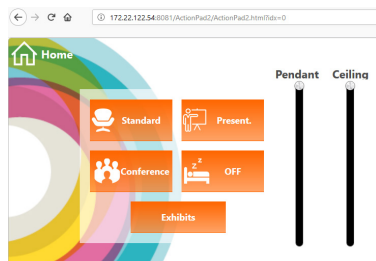 172.22.122.54:8081/ActionPad2/ActionPad2.html?idx=0
Home
Pendant Ceiling
Standard Present.
Conference z z OFF
Exhibits